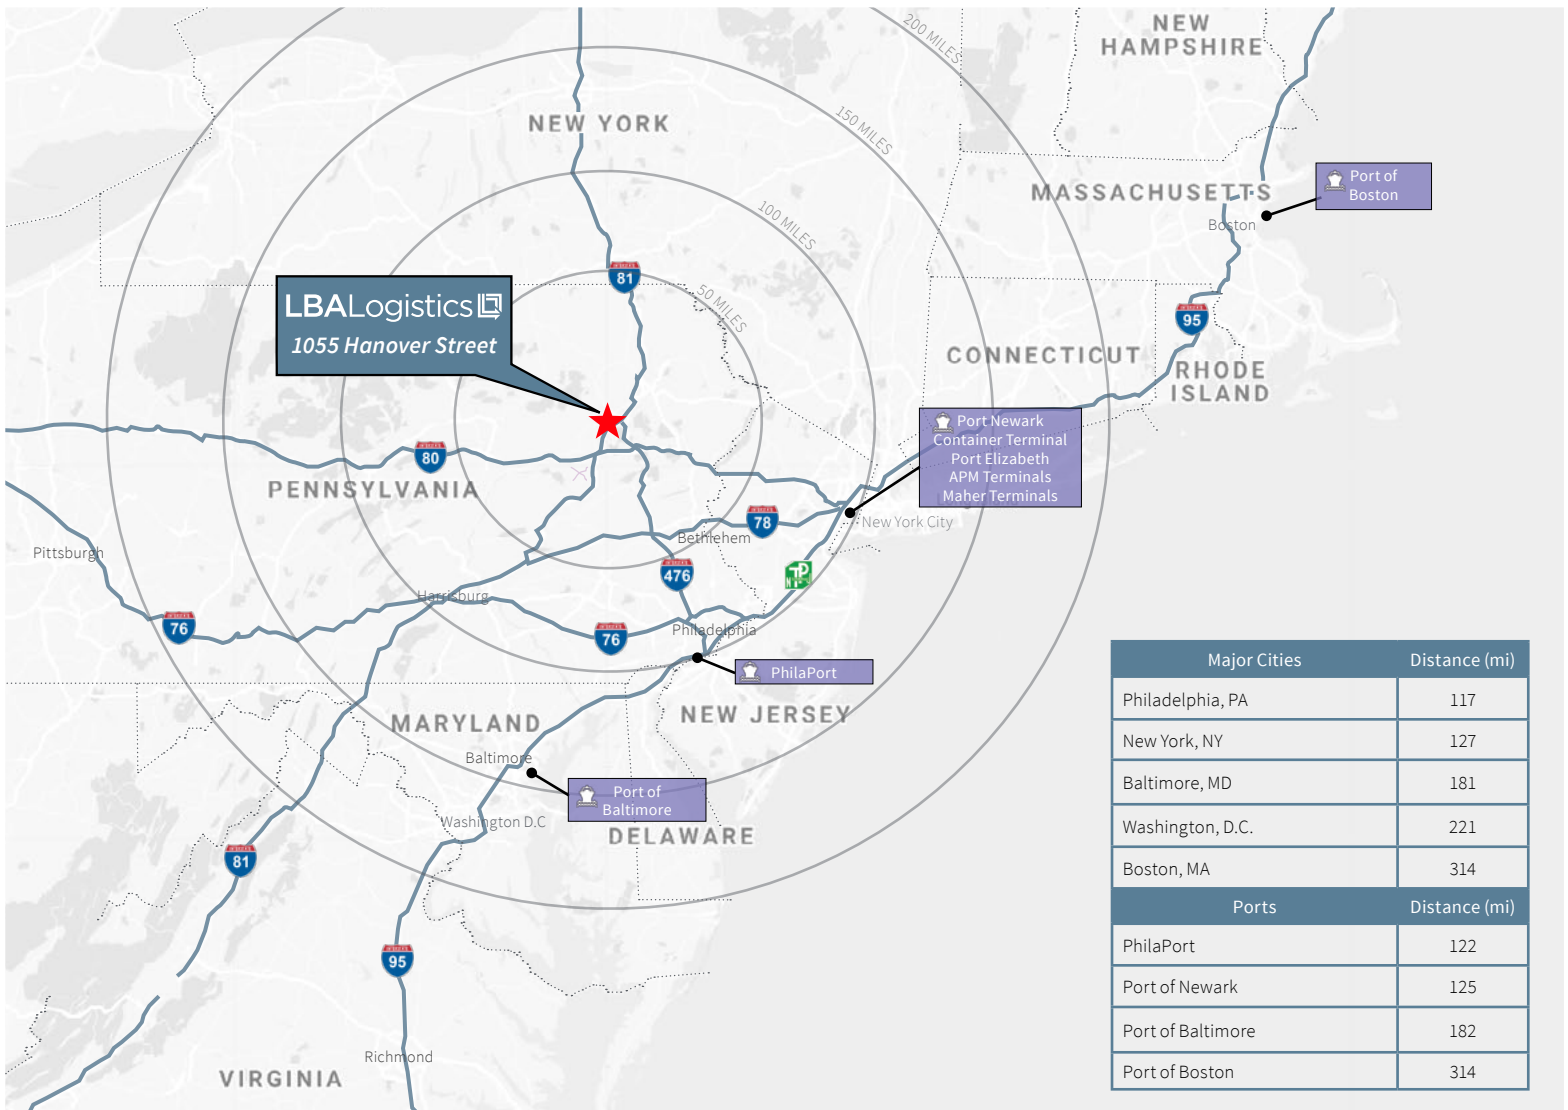 200 MILES
NEW
HAMPSHIRE
150 MILES
NEW YORK
Port of
Boston
MASSACHUSETTS
Boston
100 MILES
81
50 MILES
LBALogistics
1055 Hanover Street
95
CONNECTICUT
RHODE
ISLAND
Port Newark
Container Terminal
Port Elizabeth
APM Terminals
Maher Terminals
80
PENNSYLVANIA
78
New York City
Bethlehem
Pittsburgh
476
TP
Harrisburg
76
76
Philadelphia
PhilaPort
NEW JERSEY
MARYLAND
Baltimore
Port of
Baltimore
Washington D.C
DELAWARE
81
95
Richmond
VIRGINIA
Major Cities Distance (mi)
Philadelphia, PA 117
New York, NY 127
Baltimore, MD 181
Washington, D.C. 221
Boston, MA 314
Ports Distance (mi)
PhilaPort 122
Port of Newark 125
Port of Baltimore 182
Port of Boston 314